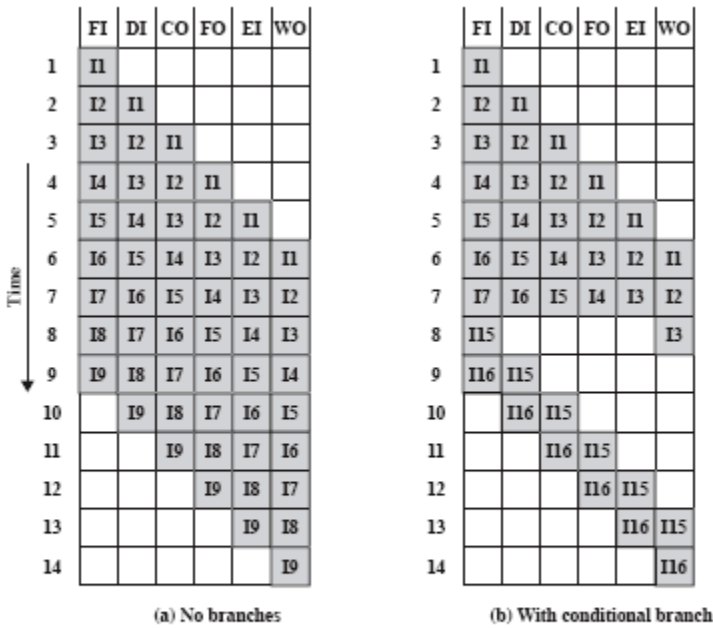 FI DI CO FO EI WO
1 I1
2 I2 I1
3 I3 I2 I1
4 I4 I3 I2 I1
5 I5 I4 I3 I2 I1
6 I6 I5 I4 I3 I2 I1
7 I7 I6 I5 I4 I3 I2
8 I8 I7 I6 I5 I4 I3
9 I9 I8 I7 I6 I5 I4
10 I9 I8 I7 I6 I5
11 I9 I8 I7 I6
12 I9 I8 I7
13 I9 I8
14 I9
Time
(a) No branches
FI DI CO FO EI WO
1 I1
2 I2 I1
3 I3 I2 I1
4 I4 I3 I2 I1
5 I5 I4 I3 I2 I1
6 I6 I5 I4 I3 I2 I1
7 I7 I6 I5 I4 I3 I2
8 I15 I3
9 I16 I15
10 I16 I15
11 I16 I15
12 I16 I15
13 I16 I15
14 I16
(b) With conditional branch